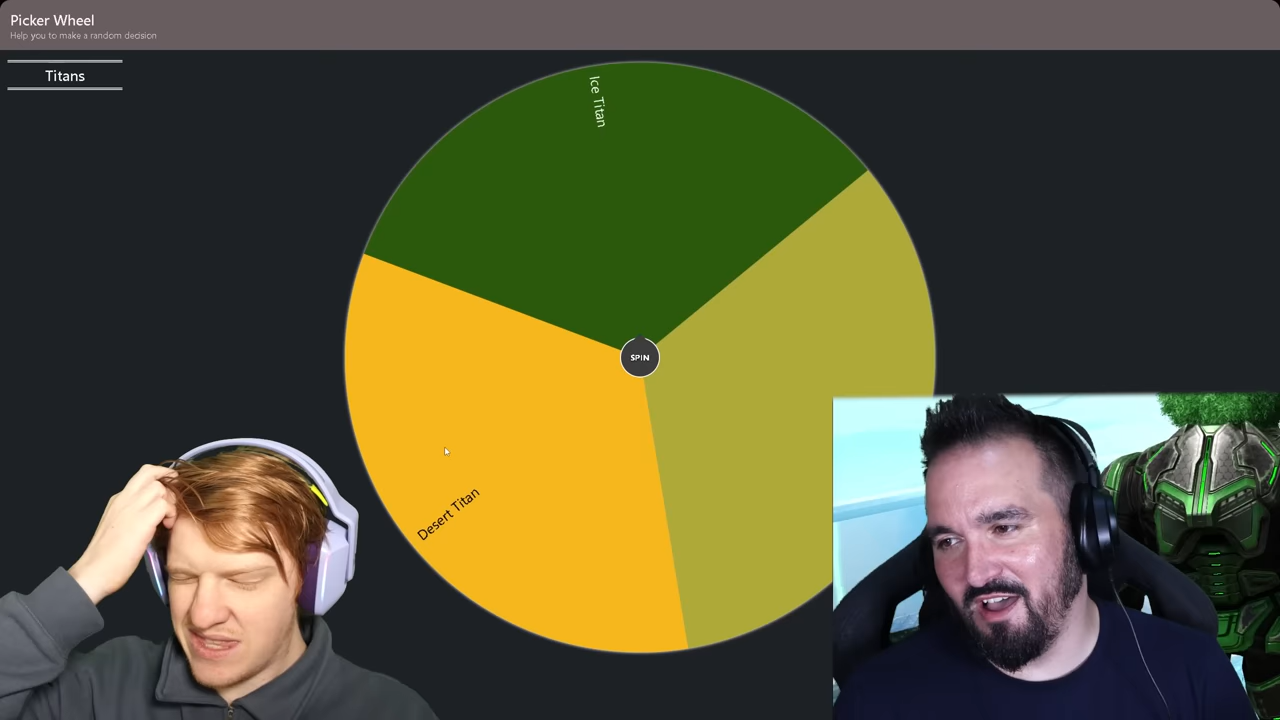 Picker Wheel
Help you to make a random decision
Titans
Ice Titan
SPIN
Desert Titan